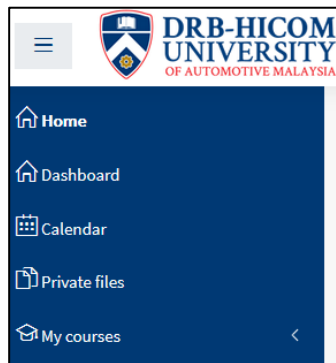 DRB-HICOM
UNIVERSITY
OF AUTOMOTIVE MALAYSIA
Home
Dashboard
Calendar
Private files
My courses